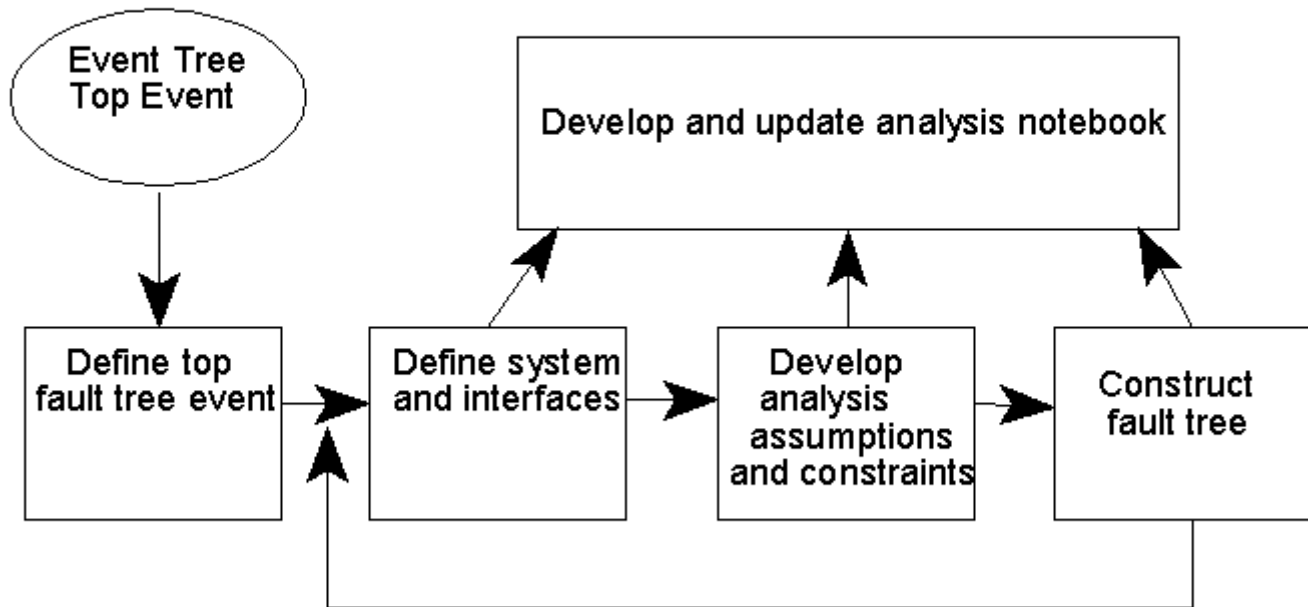 Event Tree
Top Event
Develop and update analysis notebook
Define top
fault tree event
Define system
and interfaces
Develop
analysis
assumptions
and constraints
Construct
fault tree